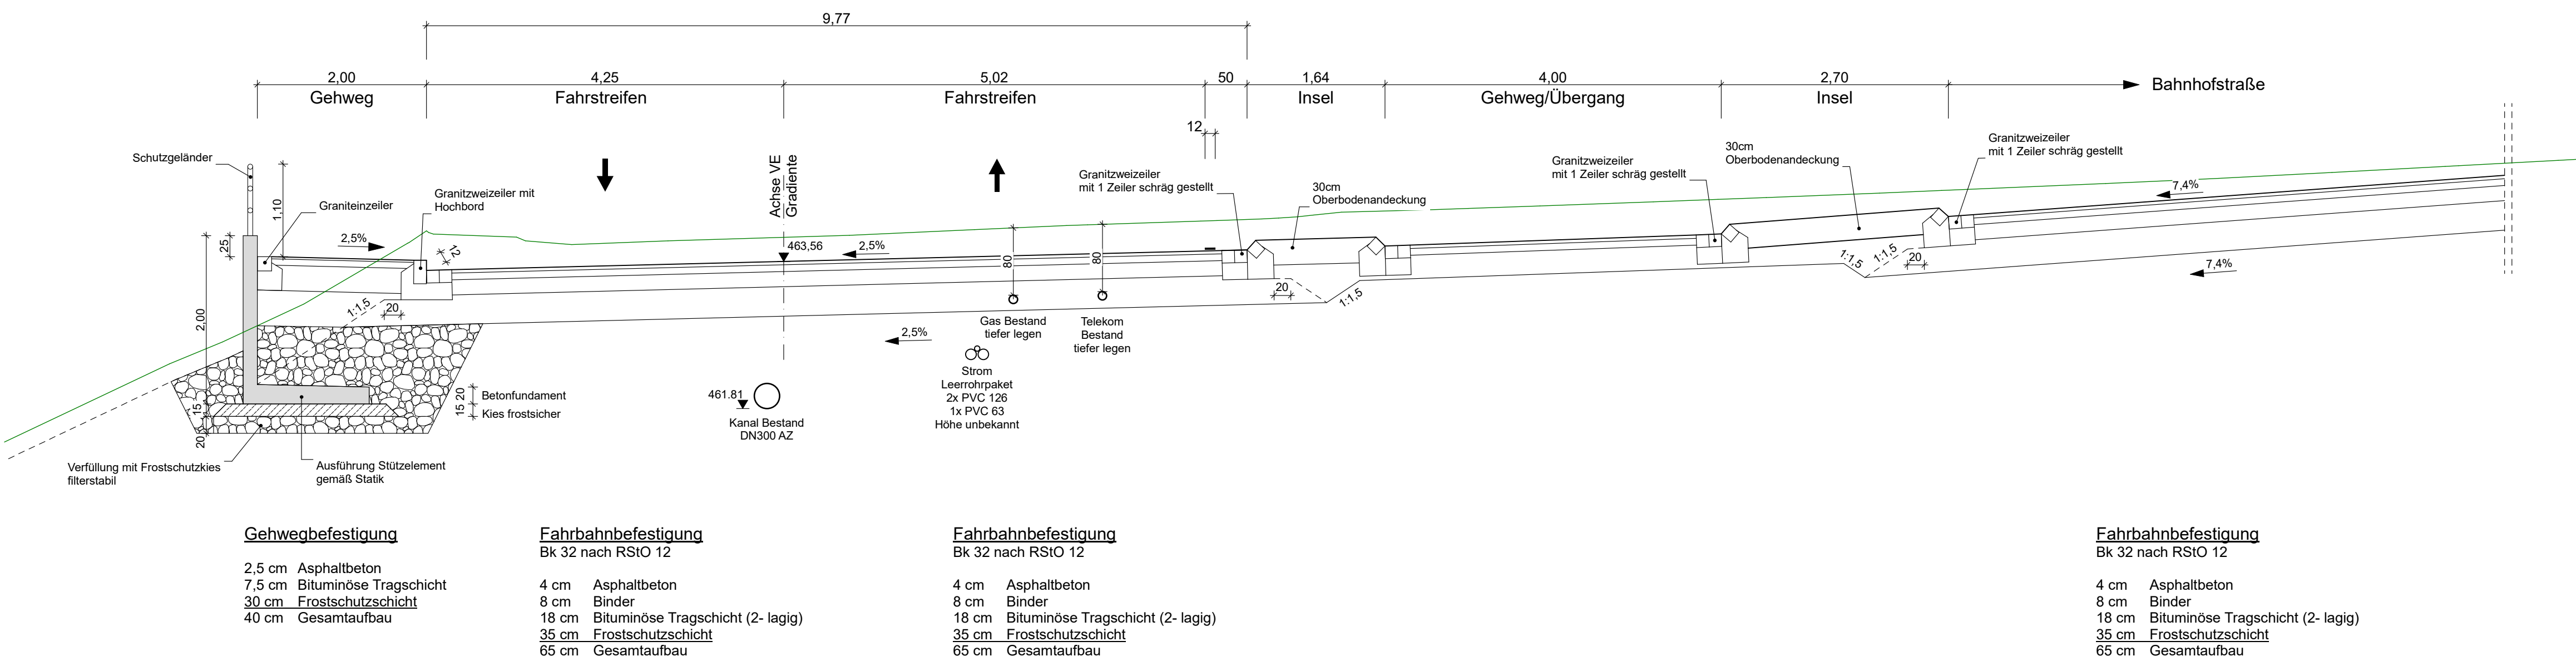 9,77
2,00
4,25
5,02
50
1,64
4,00
2,70
Gehweg
Fahrstreifen
Fahrstreifen
Insel
Gehweg/Übergang
Insel
Bahnhofstraße
12
Schutzgeländer
1,10
Graniteinzeiler
Granitzweizeiler mit
Hochbord
Achse VE
Gradiente
Granitzweizeiler
mit 1 Zeiler schräg gestellt
30cm
Oberbodenandeckung
Granitzweizeiler
mit 1 Zeiler schräg gestellt
30cm
Oberbodenandeckung
Granitzweizeiler
mit 1 Zeiler schräg gestellt
7,4%
25
2,5%
12
463,56
2,5%
80
80
1:1,5
20
2,00
20
1:1,5
1:1,5
1:1,5
20
7,4%
2,5%
Gas Bestand
tiefer legen
Telekom
Bestand
tiefer legen
Strom
Leerrohrpaket
2x PVC 126
1x PVC 63
Höhe unbekannt
461.81
Kanal Bestand
DN300 AZ
15
20
15 20
Betonfundament
Kies frostsicher
Verfüllung mit Frostschutzkies
filterstabil
Ausführung Stützelement
gemäß Statik
Gehwegbefestigung
2,5 cm Asphaltbeton
7,5 cm Bituminöse Tragschicht
30 cm Frostschutzschicht
40 cm Gesamtaufbau
Fahrbahnbefestigung
Bk 32 nach RStO 12
4 cm Asphaltbeton
8 cm Binder
18 cm Bituminöse Tragschicht (2- lagig)
35 cm Frostschutzschicht
65 cm Gesamtaufbau
Fahrbahnbefestigung
Bk 32 nach RStO 12
4 cm Asphaltbeton
8 cm Binder
18 cm Bituminöse Tragschicht (2- lagig)
35 cm Frostschutzschicht
65 cm Gesamtaufbau
Fahrbahnbefestigung
Bk 32 nach RStO 12
4 cm Asphaltbeton
8 cm Binder
18 cm Bituminöse Tragschicht (2- lagig)
35 cm Frostschutzschicht
65 cm Gesamtaufbau